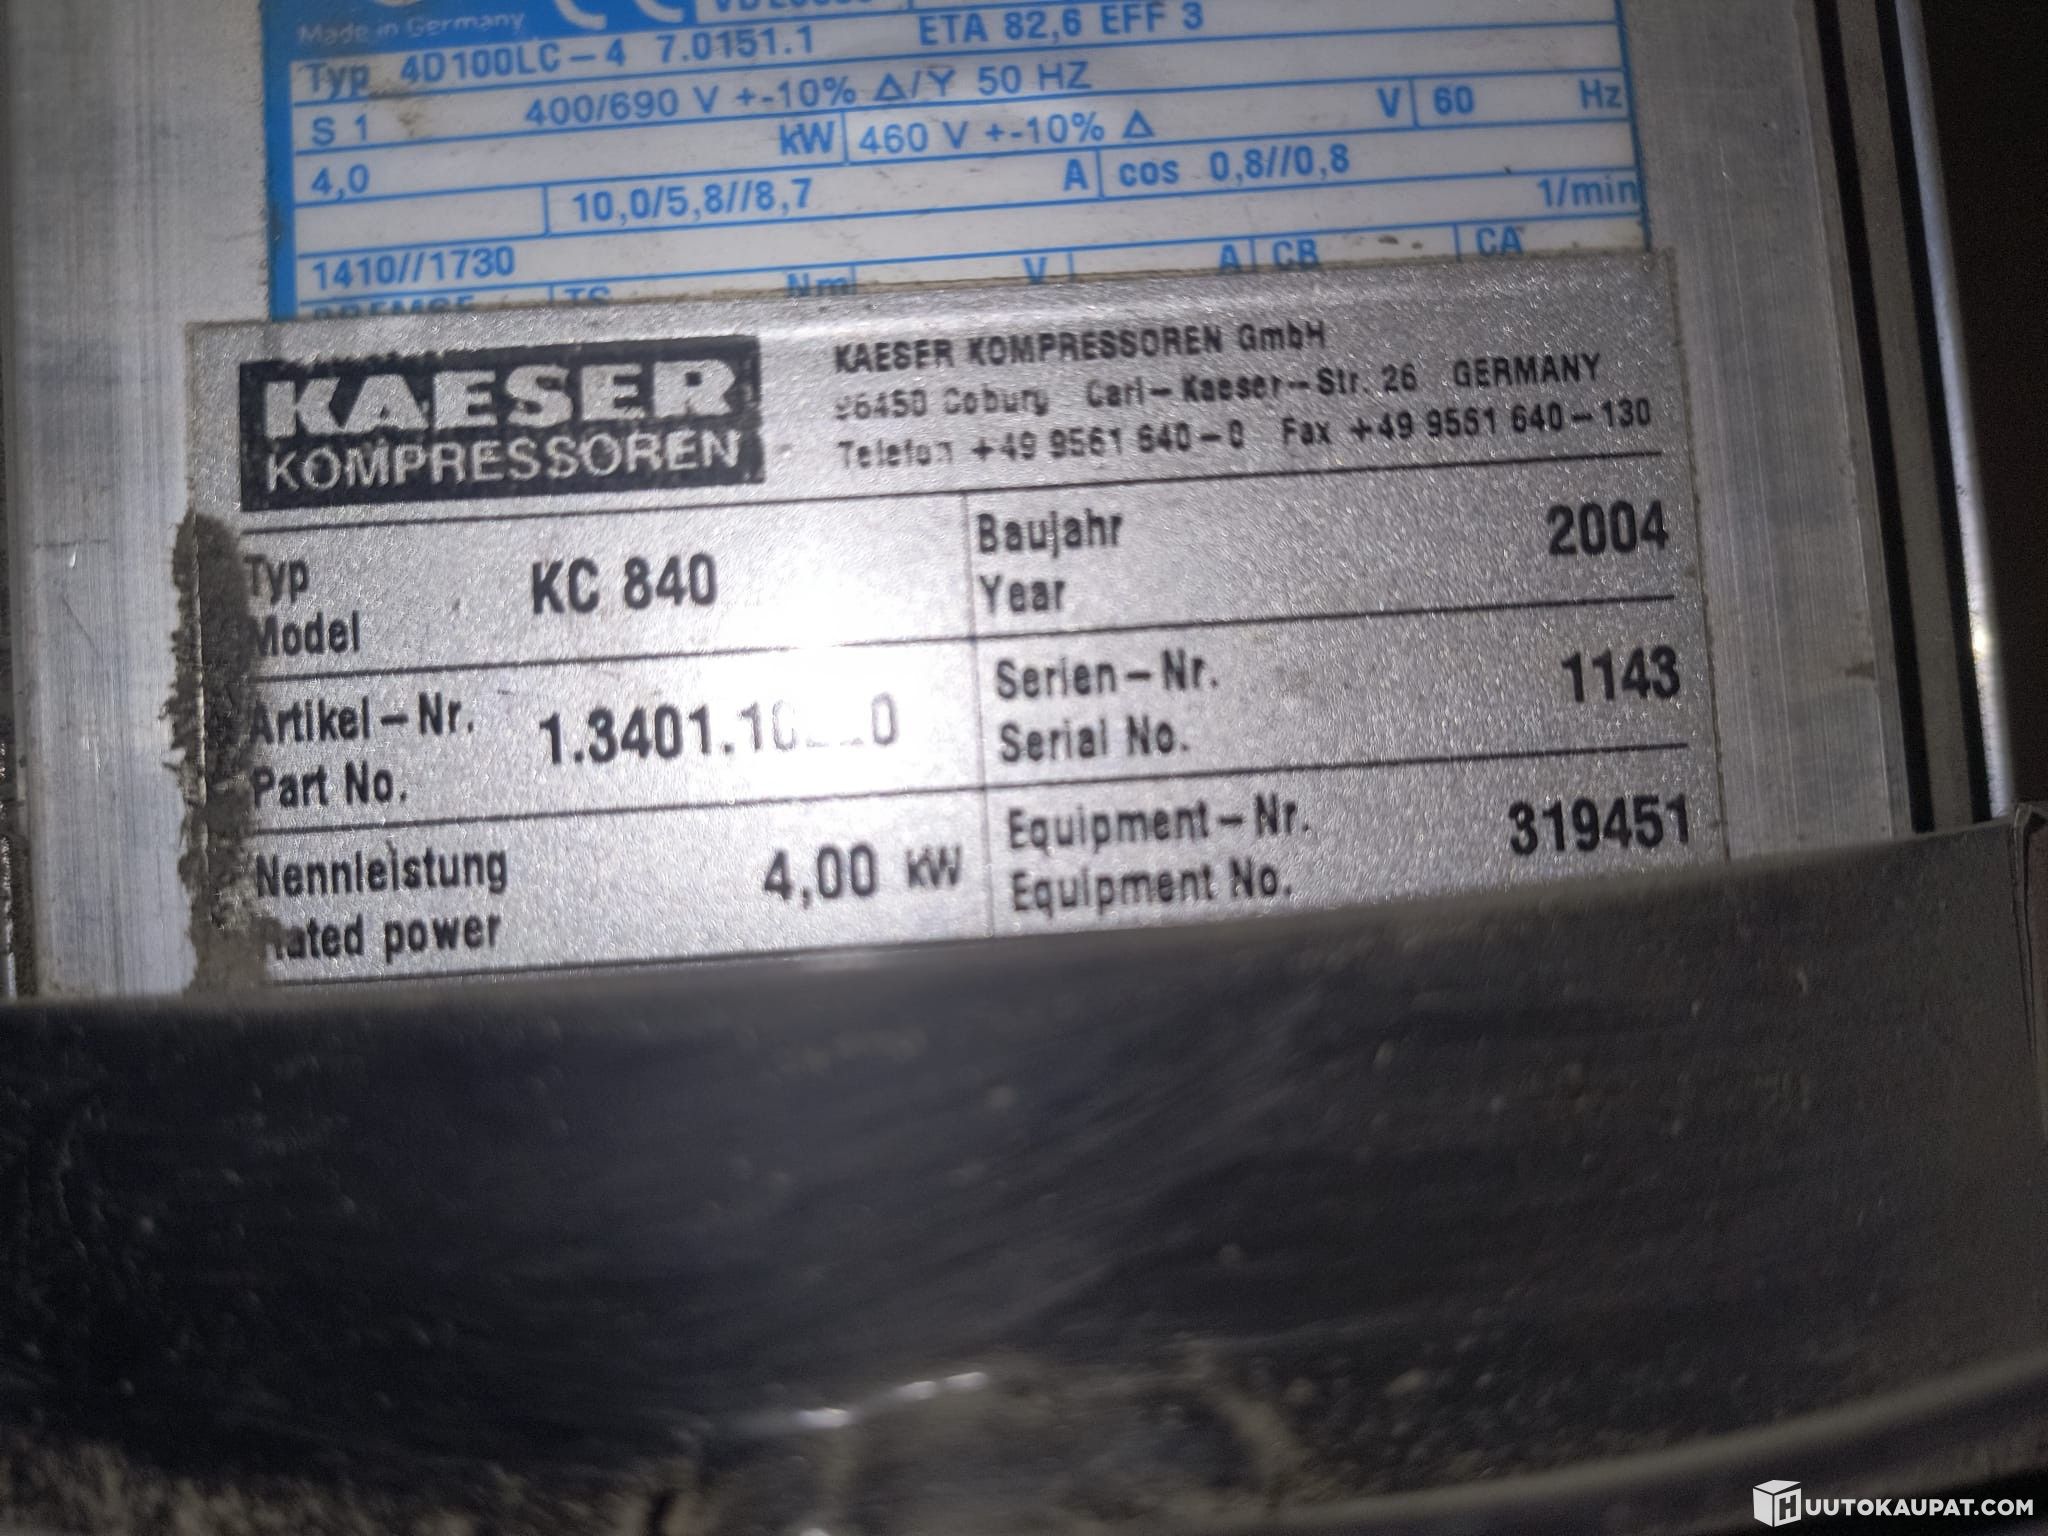 Made in Germany
Typ 4D100LC-4 7.0151.1 ETA 82,6 EFF 3
S 1 400/690 V +-10% Δ/Y 50 HZ
4,0 kW 460 V +-10% Δ V 60 Hz
10,0/5,8//8,7 A cos 0,8//0,8
1410//1730 1/min
TS Nm V A CB CA
KAESER
KOMPRESSOREN
KAESER KOMPRESSOREN GmbH
96450 Coburg Carl-Kaeser-Str. 26 GERMANY
Telefon +49 9561 640-0 Fax +49 9561 640-130
Typ
Model
KC 840
Baujahr
Year
2004
Artikel-Nr.
Part No.
Serien-Nr.
Serial No.
1143
Nennleistung
Rated power
4,00 kW
Equipment-Nr.
Equipment No.
319451
HUUTOKAUPAT.COM